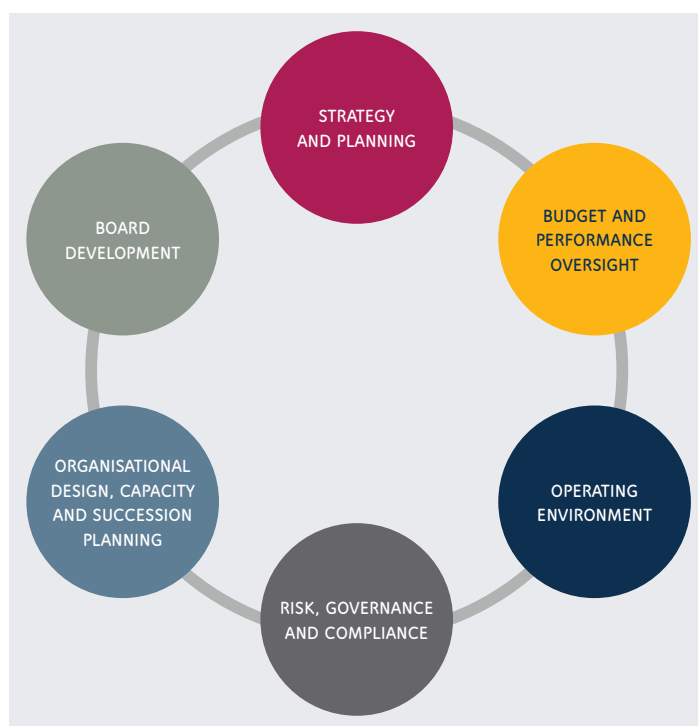 STRATEGY
AND PLANNING
BUDGET AND
PERFORMANCE
OVERSIGHT
OPERATING
ENVIRONMENT
RISK, GOVERNANCE
AND COMPLIANCE
ORGANISATIONAL
DESIGN, CAPACITY
AND SUCCESSION
PLANNING
BOARD
DEVELOPMENT